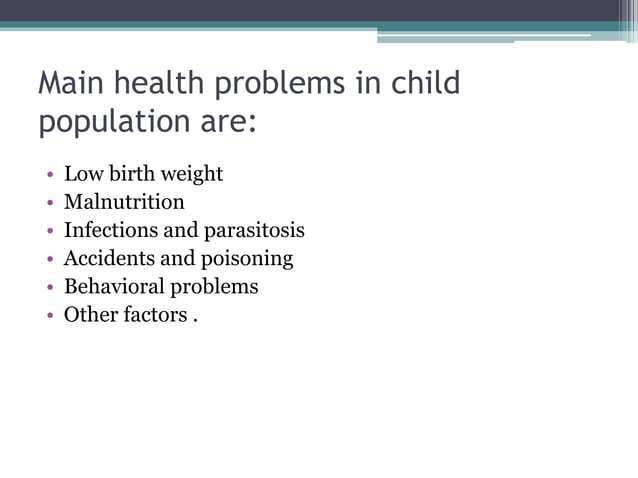 Main health problems in child
population are:
• Low birth weight
• Malnutrition
• Infections and parasitosis
• Accidents and poisoning
• Behavioral problems
• Other factors .